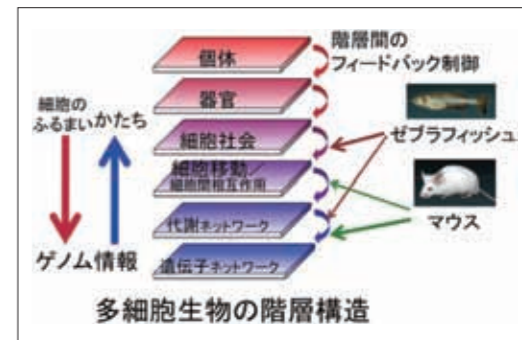 階層間の
フィードバック制御
個体
器官
細胞社会
細胞移動／
細胞間相互作用
代謝ネットワーク
遺伝子ネットワーク
細胞の
ふるまい
かたち
ゲノム情報
ゼブラフィッシュ
マウス
多細胞生物の階層構造